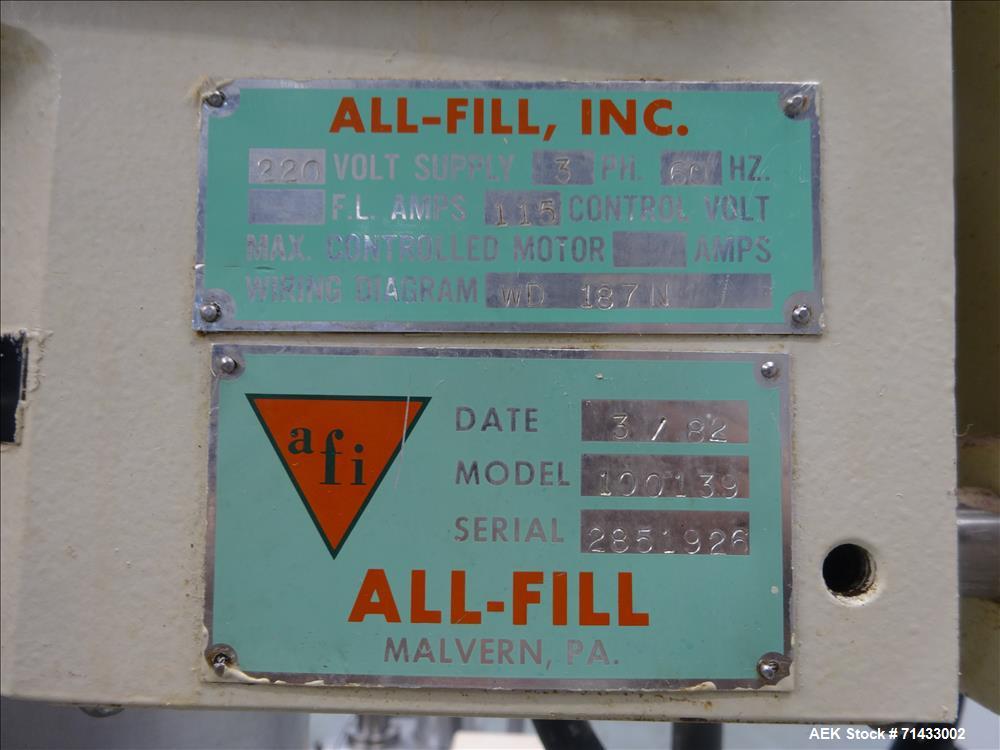 ALL-FILL, INC.
220 VOLT SUPPLY 3 PH. 60 HZ.
F.L. AMPS 115 CONTROL VOLT
MAX. CONTROLLED MOTOR AMPS
WIRING DIAGRAM WD 187N
afi
DATE 3/82
MODEL 100139
SERIAL 2851926
ALL-FILL
MALVERN, PA.
AEK Stock #71433002